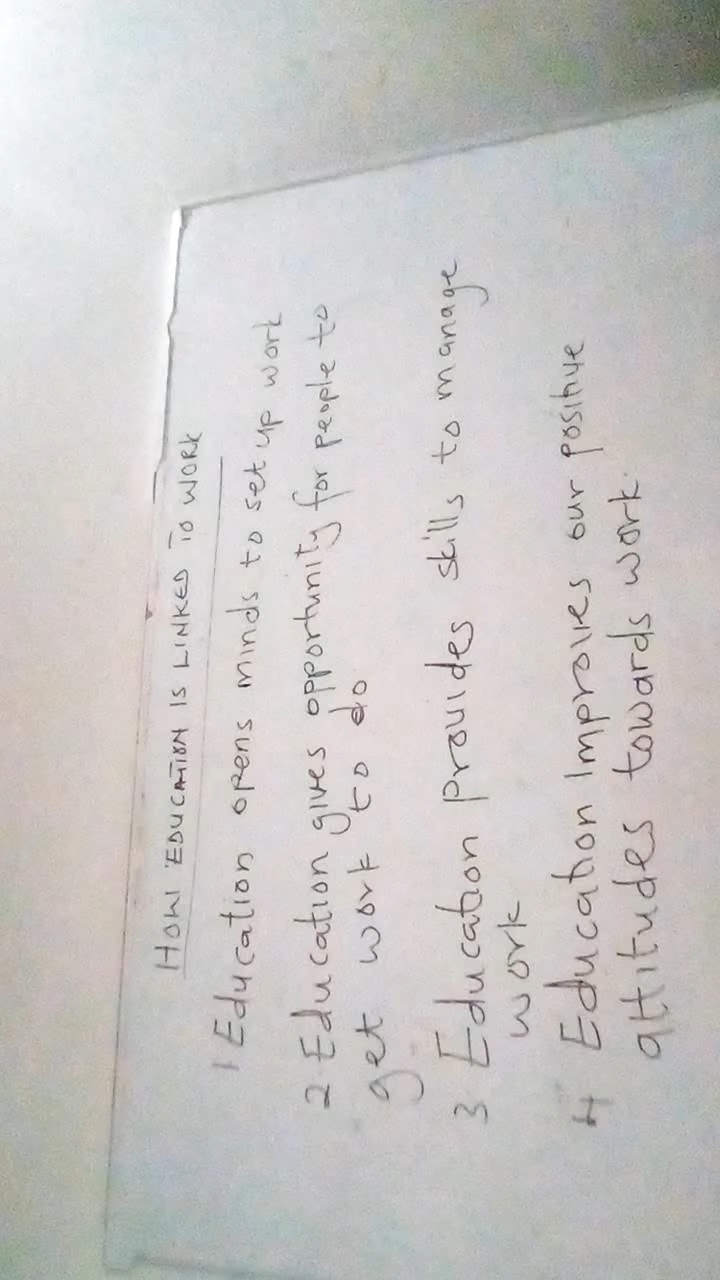 HOW EDUCATION IS LINKED TO WORK
1 Education opens minds to set up work
2 Education gives opportunity for people to
get work to do
3 Education provides skills to manage
work
4 Education Improves our positive
attitudes towards work.